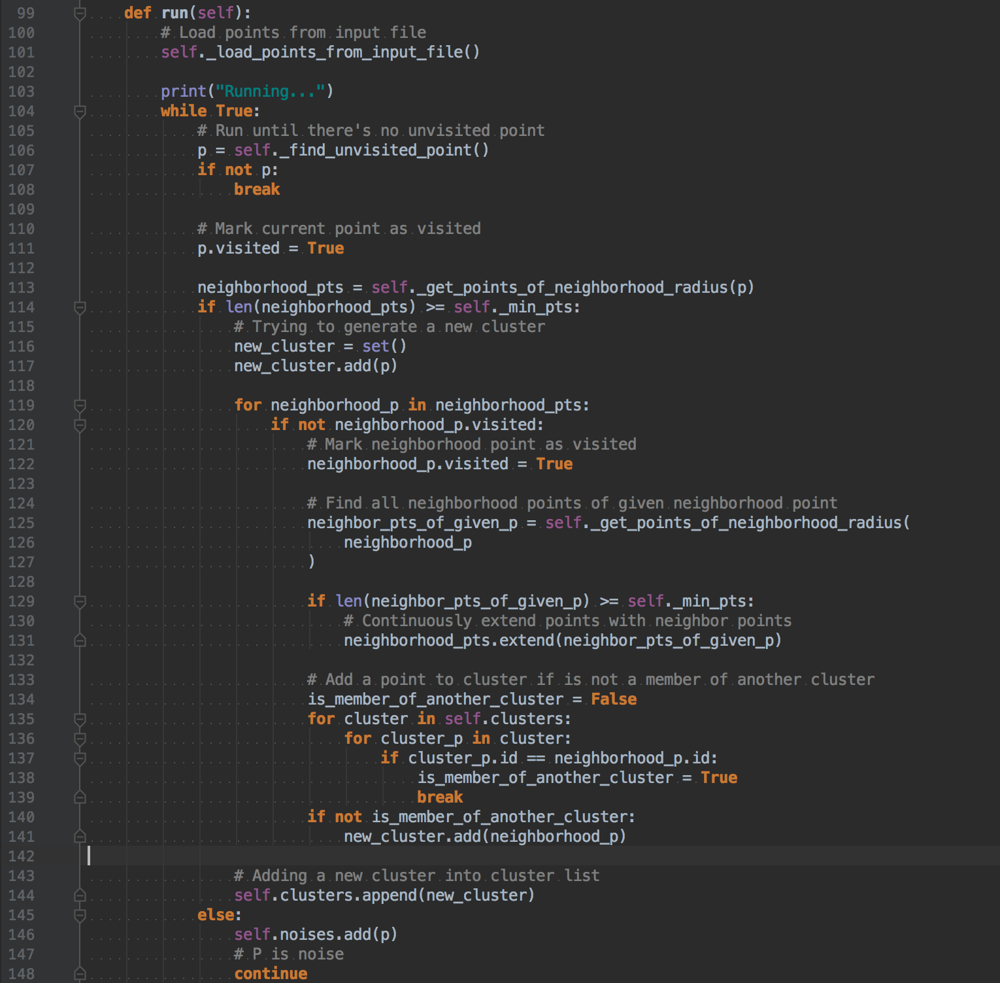 99 def run(self):
100 # Load points from input file
101 self._load_points_from_input_file()
102
103 print("Running...")
104 while True:
105 # Run until there's no unvisited point
106 p = self._find_unvisited_point()
107 if not p:
108 break
109
110 # Mark current point as visited
111 p.visited = True
112
113 neighborhood_pts = self._get_points_of_neighborhood_radius(p)
114 if len(neighborhood_pts) >= self._min_pts:
115 # Trying to generate a new cluster
116 new_cluster = set()
117 new_cluster.add(p)
118
119 for neighborhood_p in neighborhood_pts:
120 if not neighborhood_p.visited:
121 # Mark neighborhood point as visited
122 neighborhood_p.visited = True
123
124 # Find all neighborhood points of given neighborhood point
125 neighbor_pts_of_given_p = self._get_points_of_neighborhood_radius(
126 neighborhood_p
127 )
128
129 if len(neighbor_pts_of_given_p) >= self._min_pts:
130 # Continuously extend points with neighbor points
131 neighborhood_pts.extend(neighbor_pts_of_given_p)
132
133 # Add a point to cluster if is not a member of another cluster
134 is_member_of_another_cluster = False
135 for cluster in self.clusters:
136 for cluster_p in cluster:
137 if cluster_p.id == neighborhood_p.id:
138 is_member_of_another_cluster = True
139 break
140 if not is_member_of_another_cluster:
141 new_cluster.add(neighborhood_p)
142
143 # Adding a new cluster into cluster list
144 self.clusters.append(new_cluster)
145 else:
146 self.noises.add(p)
147 # P is noise
148 continue